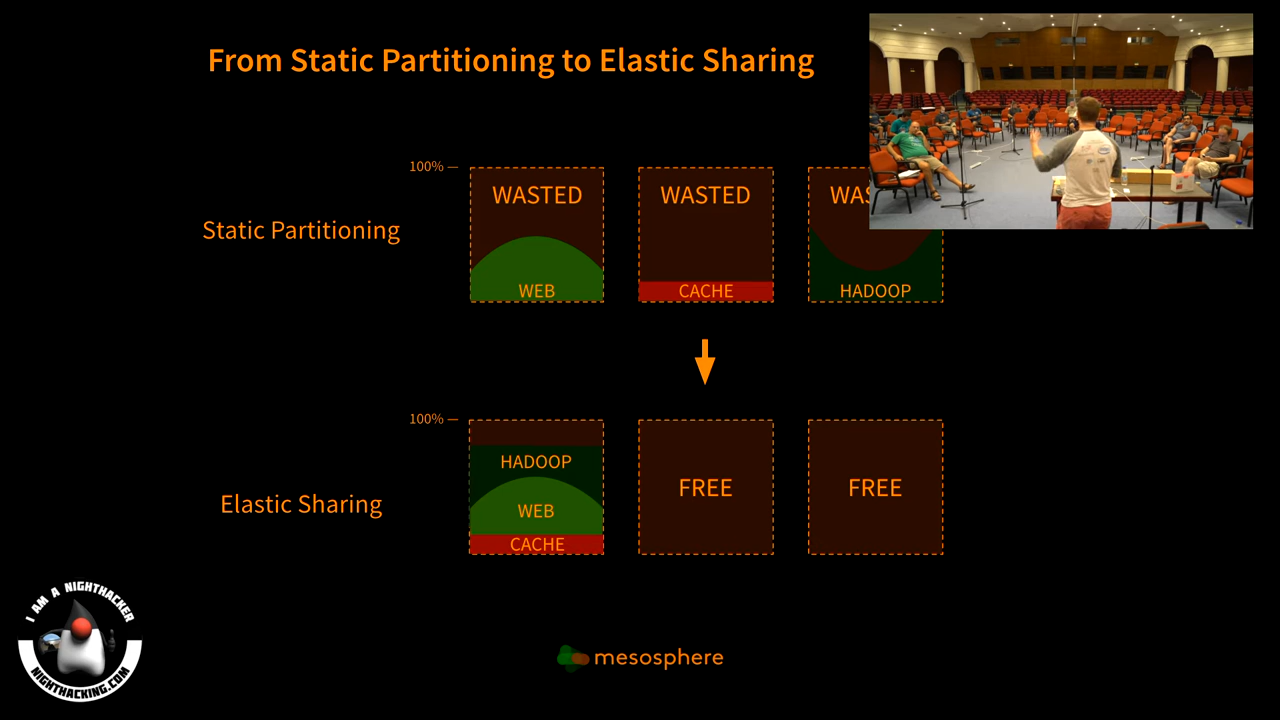 From Static Partitioning to Elastic Sharing
100%
WASTED
WASTED
WAS
Static Partitioning
WEB
CACHE
HADOOP
100%
HADOOP
WEB
CACHE
FREE
FREE
Elastic Sharing
I AM A NIGHTHACKER
NIGHTHACKING.COM
mesosphere